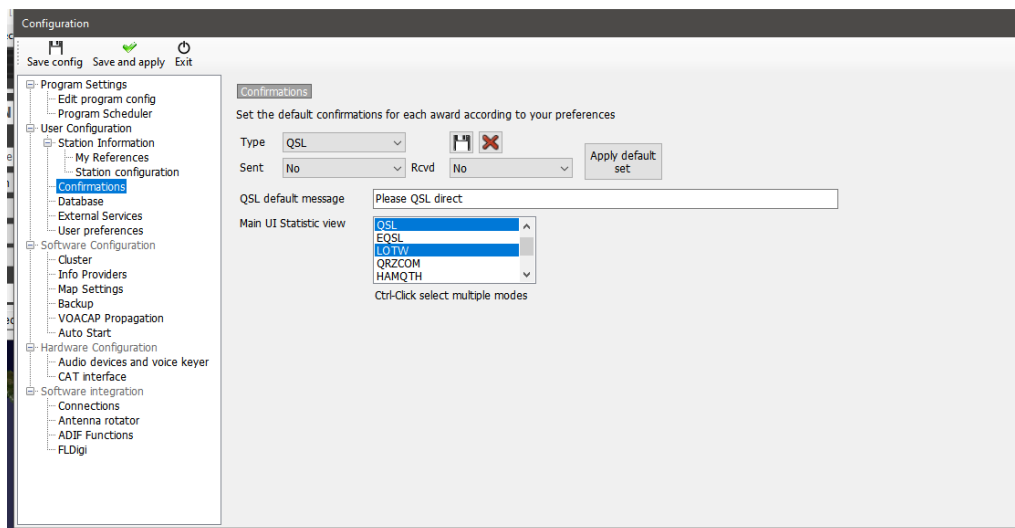 Configuration
Save config Save and apply Exit
Program Settings
Edit program config
Program Scheduler
User Configuration
Station Information
My References
Station configuration
Confirmations
Database
External Services
User preferences
Software Configuration
Cluster
Info Providers
Map Settings
Backup
VOACAP Propagation
Auto Start
Hardware Configuration
Audio devices and voice keyer
CAT interface
Software integration
Connections
Antenna rotator
ADIF Functions
FLDigi
Confirmations
Set the default confirmations for each award according to your preferences
Type QSL
Sent No Rcvd No
Apply default
set
QSL default message Please QSL direct
Main UI Statistic view
QSL
EQSL
LOTW
QRZCOM
HAMQTH
Ctrl-Click select multiple modes